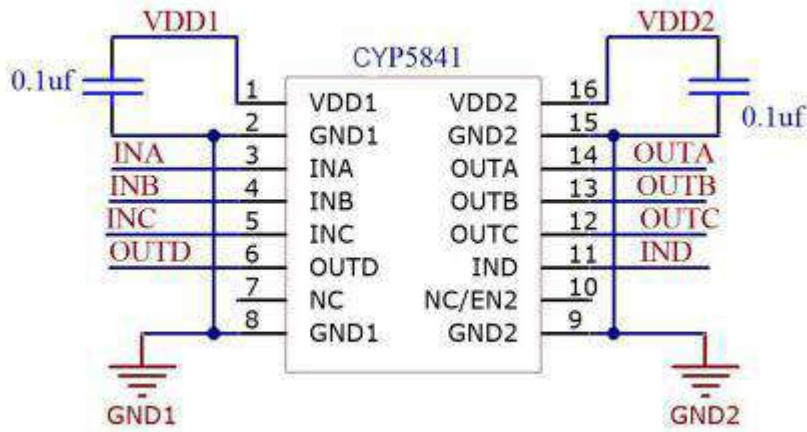 VDD1 VDD2
CYP5841
0.1uf 0.1uf
1 VDD1 VDD2 16
2 GND1 GND2 15
INA 3 INA OUTA 14 OUTA
INB 4 INB OUTB 13 OUTB
INC 5 INC OUTC 12 OUTC
OUTD 6 OUTD IND 11 IND
7 NC NC/EN2 10
8 GND1 GND2 9
GND1 GND2